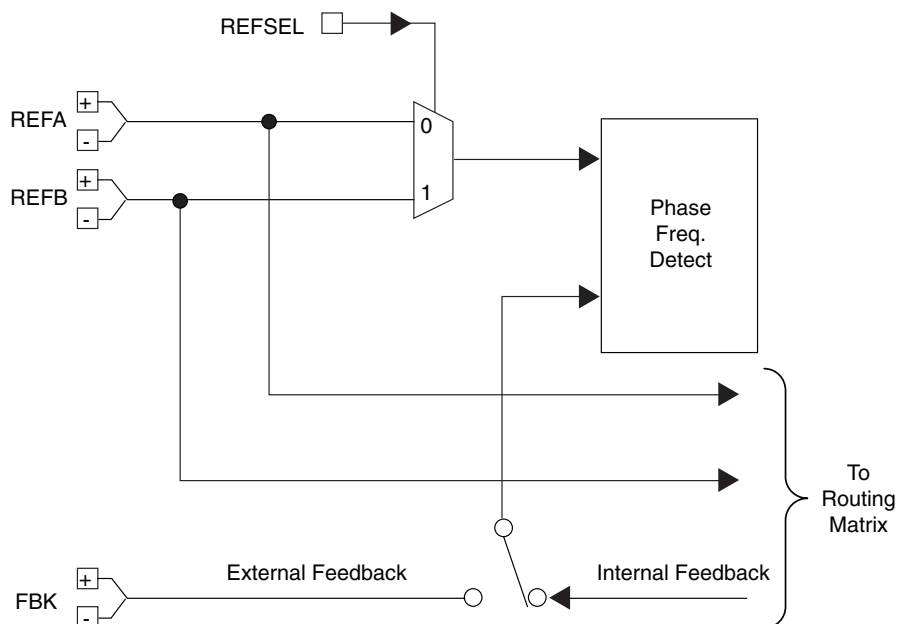 REFSEL
REFA
+
-
0
REFB
+
-
1
Phase
Freq.
Detect
To
Routing
Matrix
External Feedback
Internal Feedback
FBK
+
-